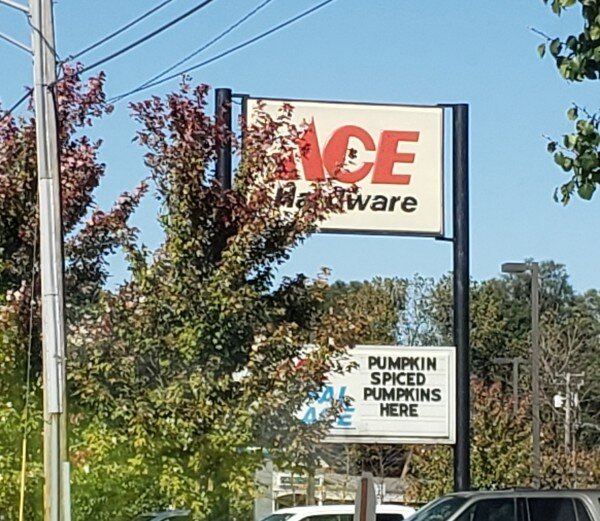 ACE
Hardware
PUMPKIN
SPICED
PUMPKINS
HERE